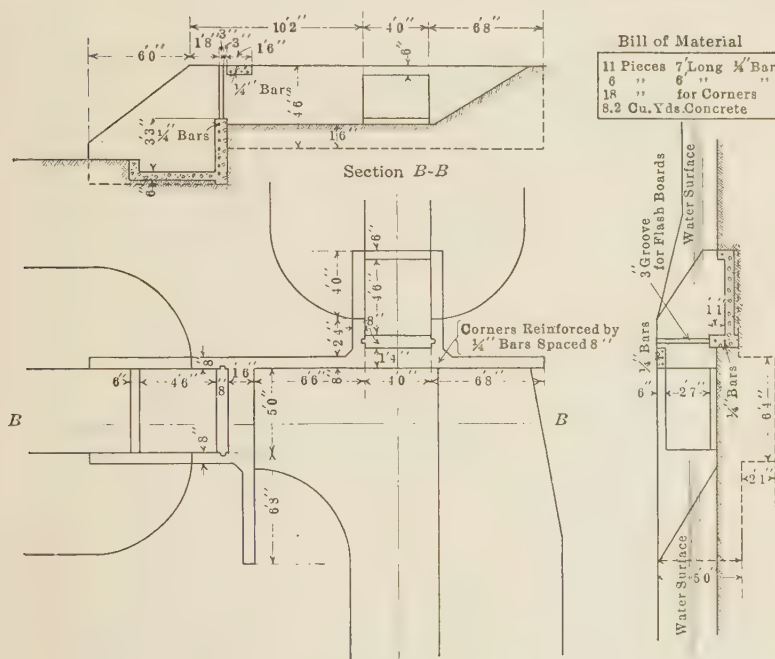 10'2"
4'0"
6'8"
6'0"
1'8"
3"
3"
1'6"
6"
¼" Bars
4'6"
3'3"
¼" Bars
1'6"
6"
Section B-B
Bill of Material
11 Pieces 7' Long ¼" Bars
6 " 6' " "
18 " for Corners
8.2 Cu. Yds. Concrete
6"
4'0"
4'6"
8"
2'4"
1'4"
Corners Reinforced by
¼" Bars Spaced 8"
8"
1'6"
6'6"
8"
4'0"
6'8"
6"
4'6"
8"
5'0"
8"
6'8"
B
B
3" Groove
for Flash Boards
Water Surface
1'1"
¼" Bars
¼" Bars
6"
2'7"
6'4"
2'1"
5'0"
Water Surface